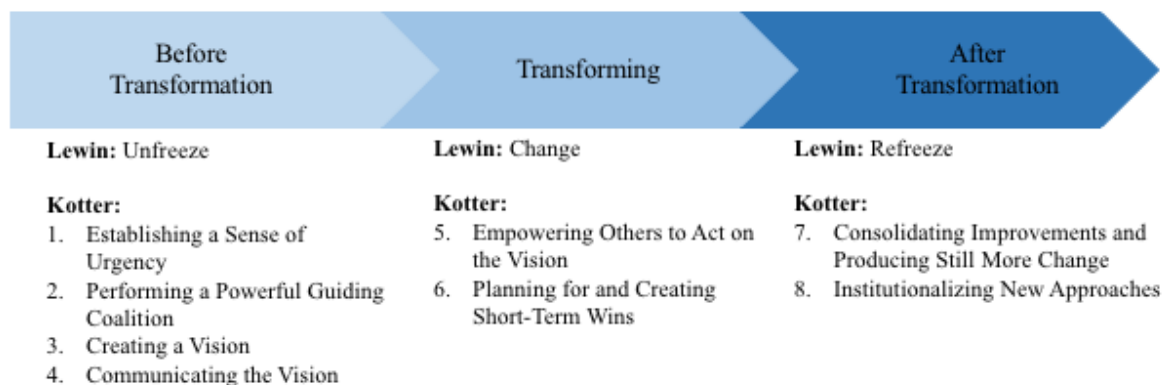 Before
Transformation
Transforming
After
Transformation
Lewin: Unfreeze
Kotter:
1. Establishing a Sense of
Urgency
2. Performing a Powerful Guiding
Coalition
3. Creating a Vision
4. Communicating the Vision
Lewin: Change
Kotter:
5. Empowering Others to Act on
the Vision
6. Planning for and Creating
Short-Term Wins
Lewin: Refreeze
Kotter:
7. Consolidating Improvements and
Producing Still More Change
8. Institutionalizing New Approaches